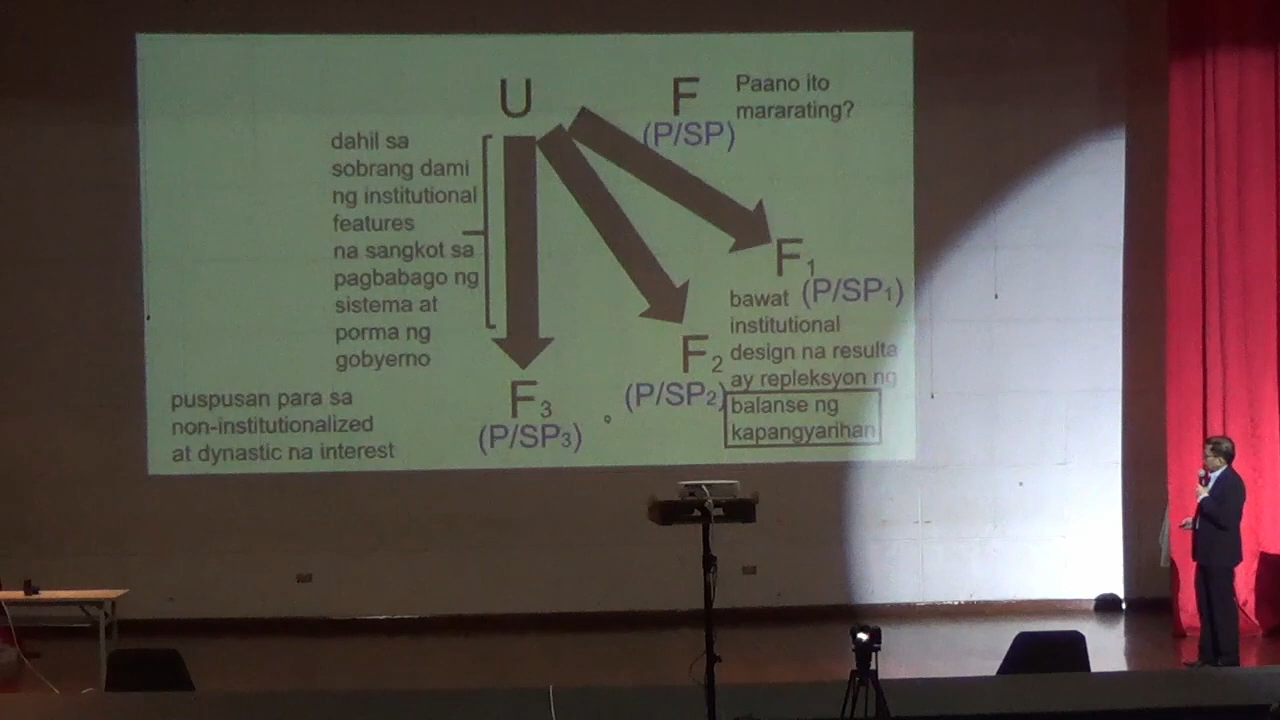 U
F
(P/SP)
Paano ito
mararating?
dahil sa
sobrang dami
ng institutional
features
na sangkot sa
pagbabago ng
sistema at
porma ng
gobyerno
F1
(P/SP1)
bawat
institutional
design na resulta
ay repleksyon ng
balanse ng
kapangyarihan
F2
(P/SP2)
F3
(P/SP3)
puspusan para sa
non-institutionalized
at dynastic na interest